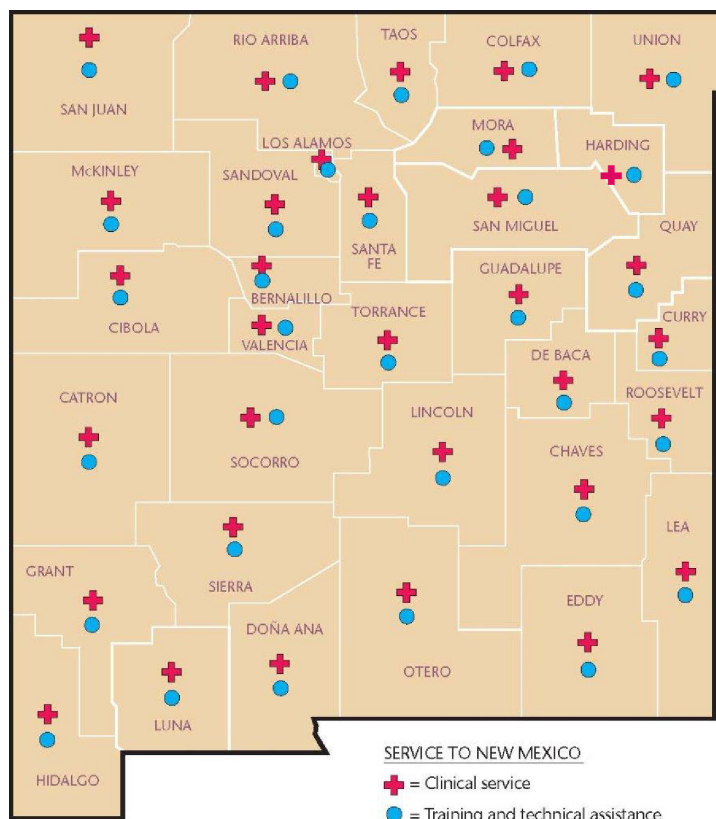 TAOS
RIO ARRIBA
COLFAX
UNION
SAN JUAN
MORA
LOS ALAMOS
HARDING
McKINLEY
SANDOVAL
SAN MIGUEL
QUAY
SANTA
FE
GUADALUPE
BERNALILLO
TORRANCE
CURRY
CIBOLA
VALENCIA
DE BACA
ROOSEVELT
CATRON
LINCOLN
CHAVES
SOCORRO
LEA
GRANT
SIERRA
EDDY
DOÑA ANA
OTERO
LUNA
HIDALGO
SERVICE TO NEW MEXICO
= Clinical service
= Training and technical assistance